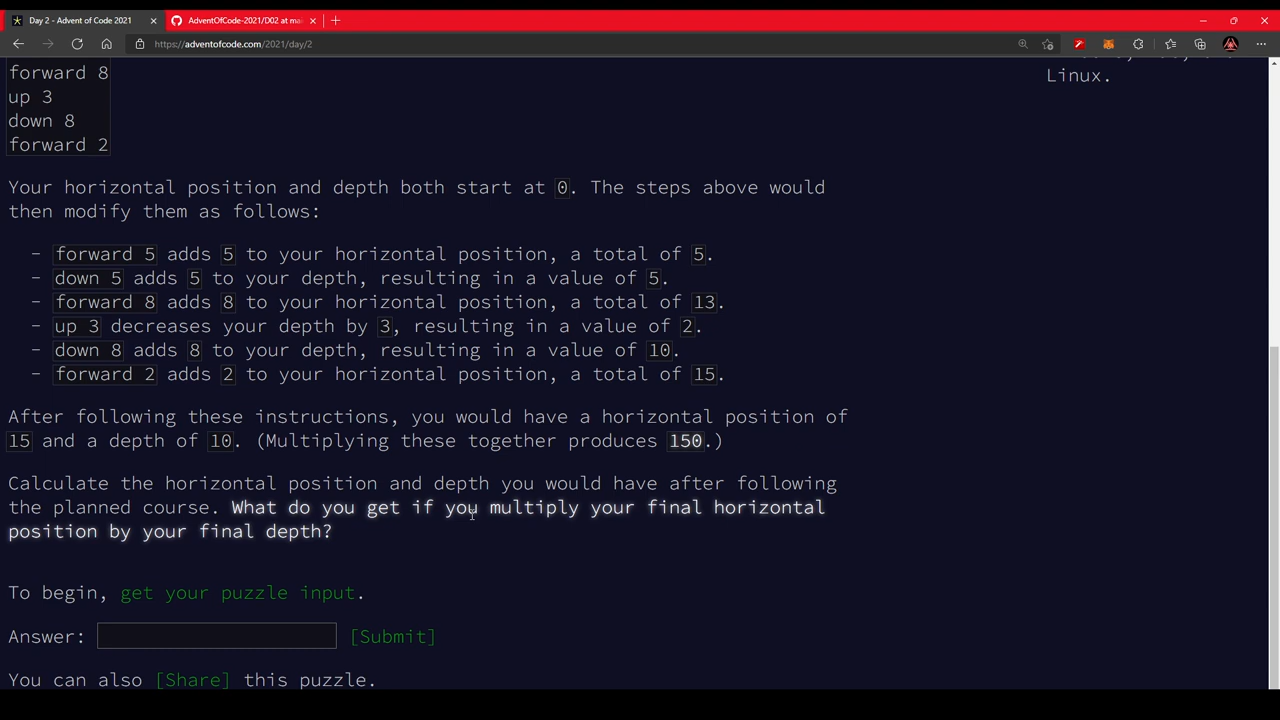 Day 2 - Advent of Code 2021
AdventOfCode-2021/D02 at ma
https://adventofcode.com/2021/day/2
forward 8
up 3
down 8
forward 2
Linux.
Your horizontal position and depth both start at 0. The steps above would
then modify them as follows:
- forward 5 adds 5 to your horizontal position, a total of 5.
- down 5 adds 5 to your depth, resulting in a value of 5.
- forward 8 adds 8 to your horizontal position, a total of 13.
- up 3 decreases your depth by 3, resulting in a value of 2.
- down 8 adds 8 to your depth, resulting in a value of 10.
- forward 2 adds 2 to your horizontal position, a total of 15.
After following these instructions, you would have a horizontal position of
15 and a depth of 10. (Multiplying these together produces 150.)
Calculate the horizontal position and depth you would have after following
the planned course. What do you get if you multiply your final horizontal
position by your final depth?
To begin, get your puzzle input.
Answer: [Submit]
You can also [Share] this puzzle.